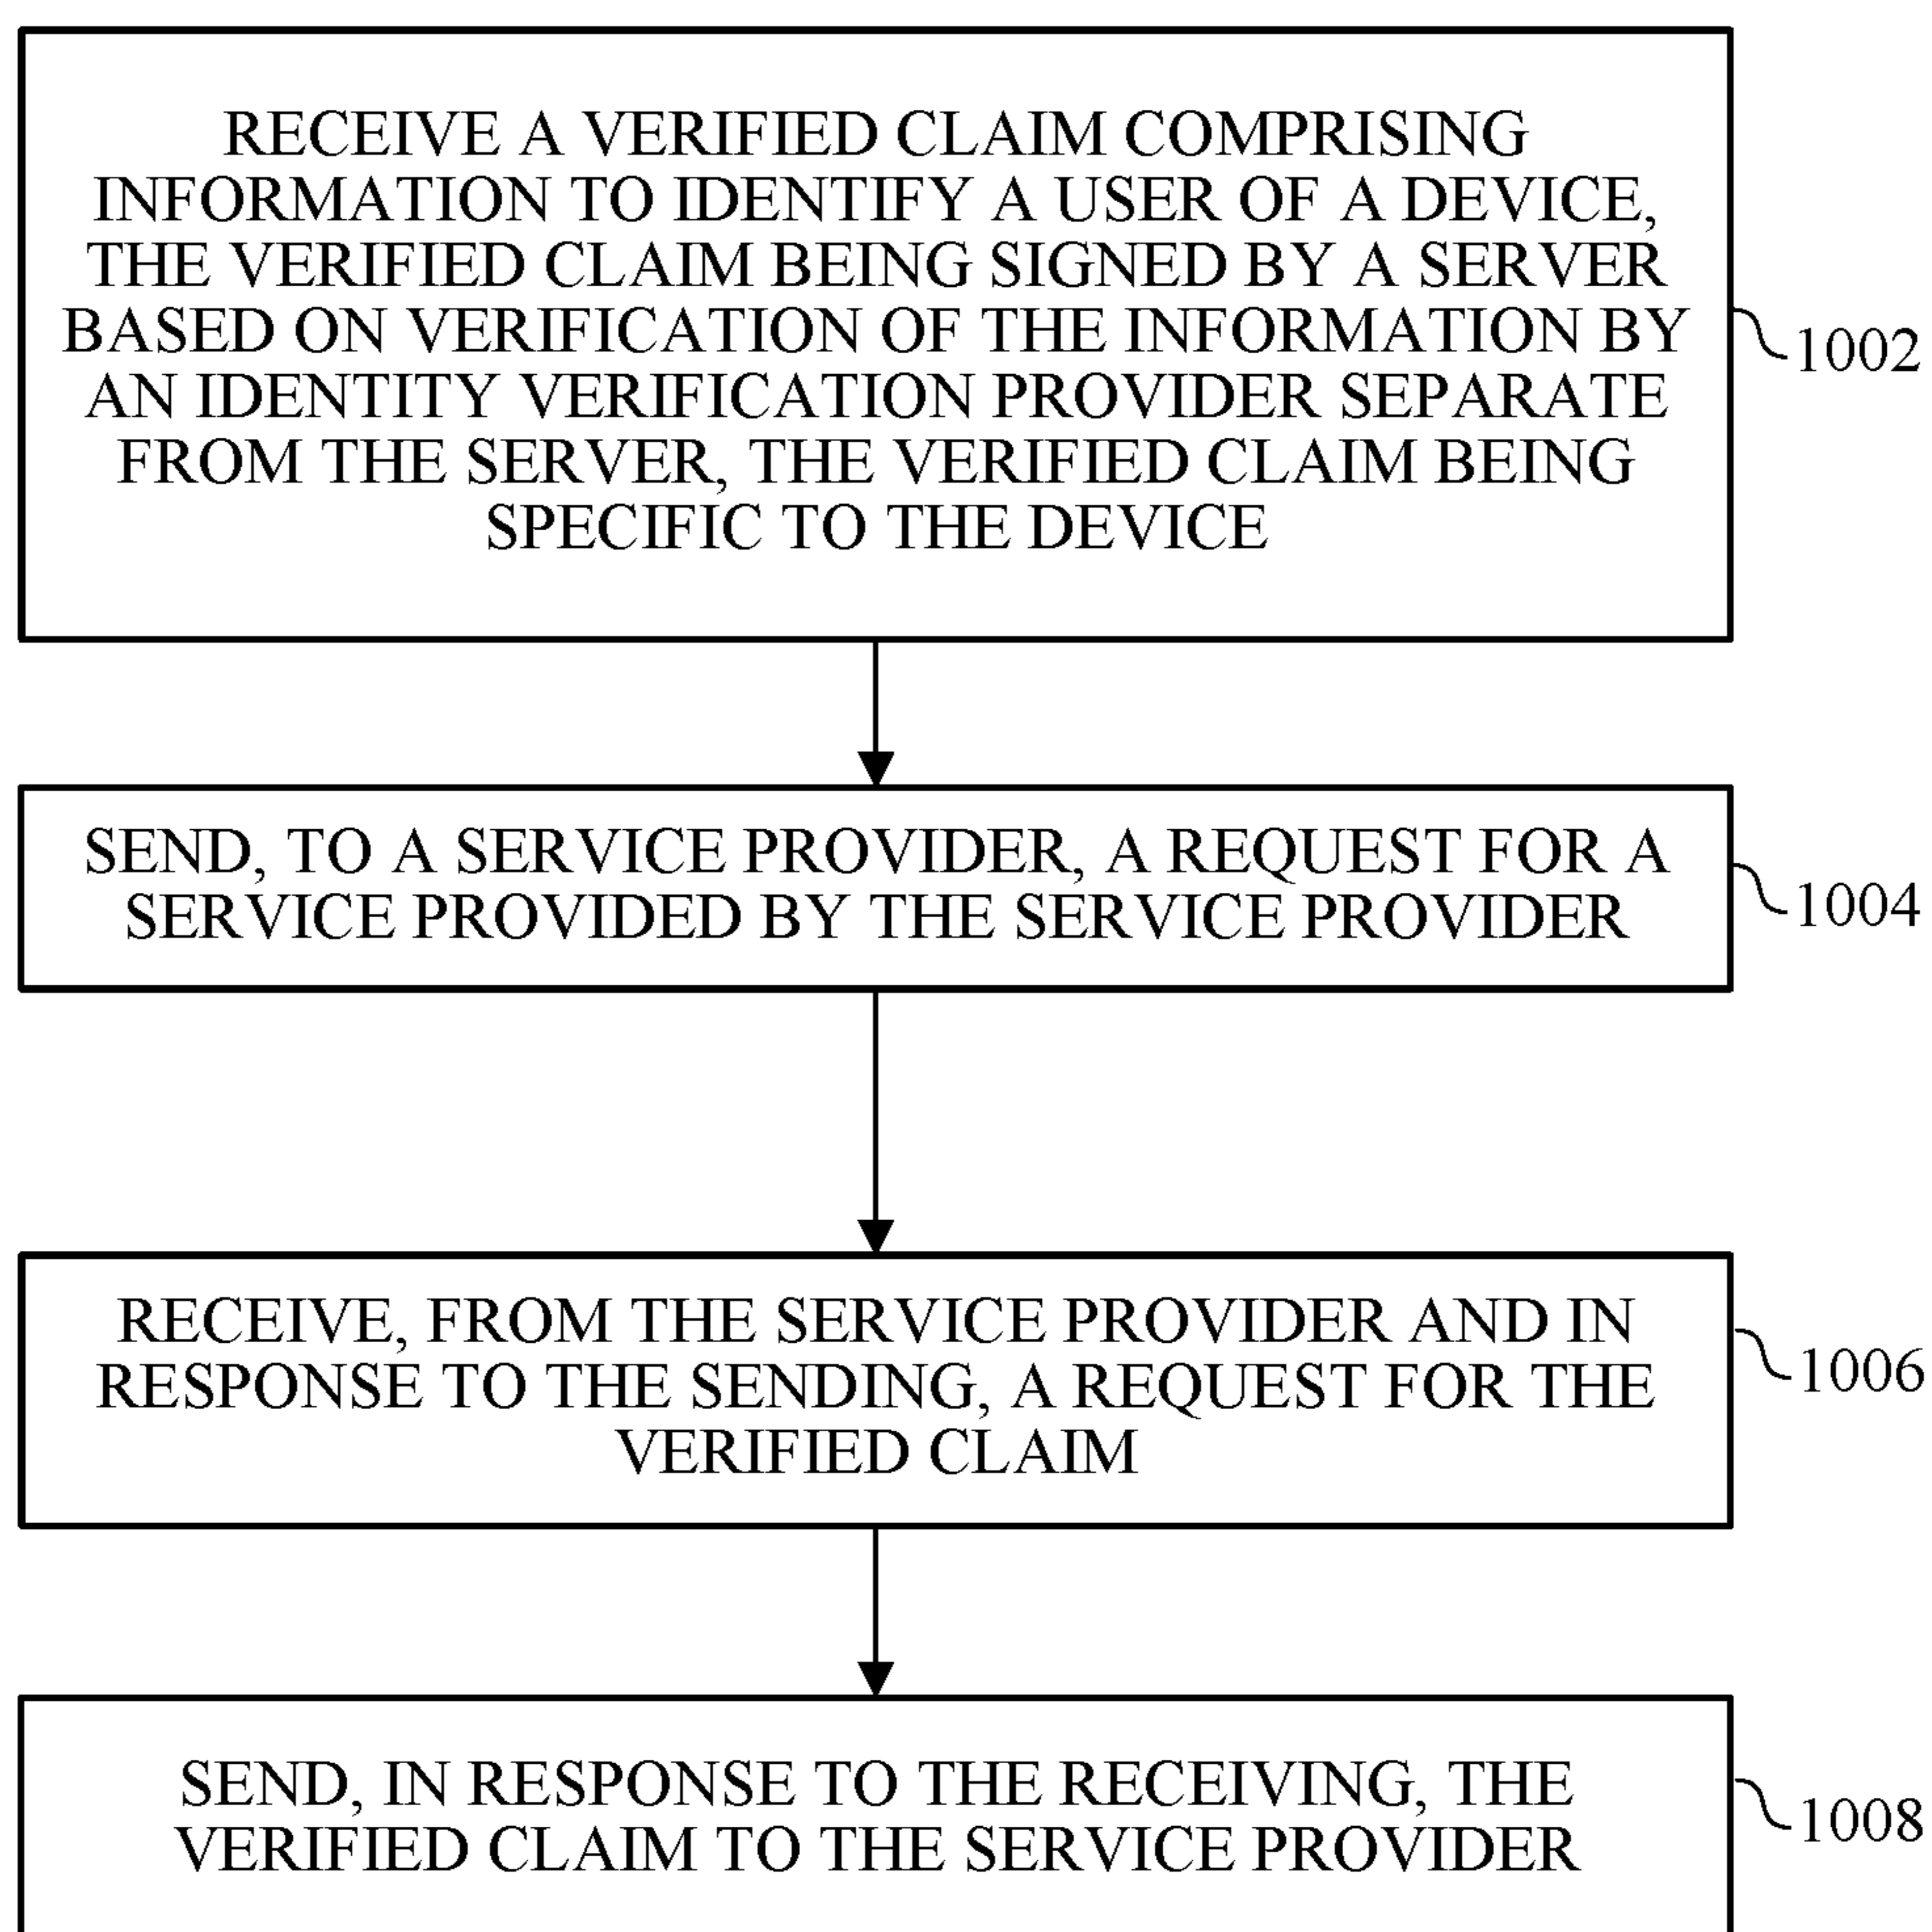 RECEIVE A VERIFIED CLAIM COMPRISING
INFORMATION TO IDENTIFY A USER OF A DEVICE,
THE VERIFIED CLAIM BEING SIGNED BY A SERVER
BASED ON VERIFICATION OF THE INFORMATION BY
AN IDENTITY VERIFICATION PROVIDER SEPARATE
FROM THE SERVER, THE VERIFIED CLAIM BEING
SPECIFIC TO THE DEVICE
1002
SEND, TO A SERVICE PROVIDER, A REQUEST FOR A
SERVICE PROVIDED BY THE SERVICE PROVIDER
1004
RECEIVE, FROM THE SERVICE PROVIDER AND IN
RESPONSE TO THE SENDING, A REQUEST FOR THE
VERIFIED CLAIM
1006
SEND, IN RESPONSE TO THE RECEIVING, THE
VERIFIED CLAIM TO THE SERVICE PROVIDER
1008